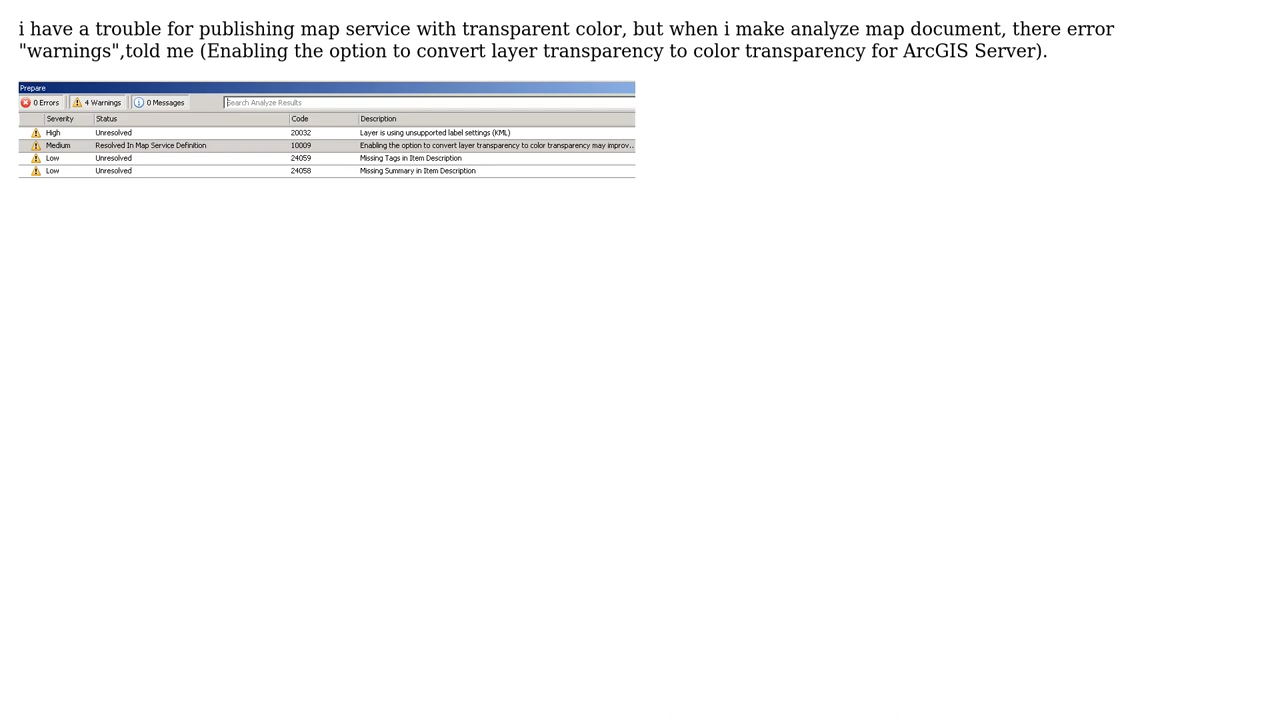 i have a trouble for publishing map service with transparent color, but when i make analyze map document, there error
"warnings",told me (Enabling the option to convert layer transparency to color transparency for ArcGIS Server).
Prepare
0 Errors 4 Warnings 0 Messages Search Analyze Results
Severity Status Code Description
High Unresolved 20032 Layer is using unsupported label settings (KML)
Medium Resolved In Map Service Definition 10009 Enabling the option to convert layer transparency to color transparency may improv...
Low Unresolved 24059 Missing Tags in Item Description
Low Unresolved 24058 Missing Summary in Item Description